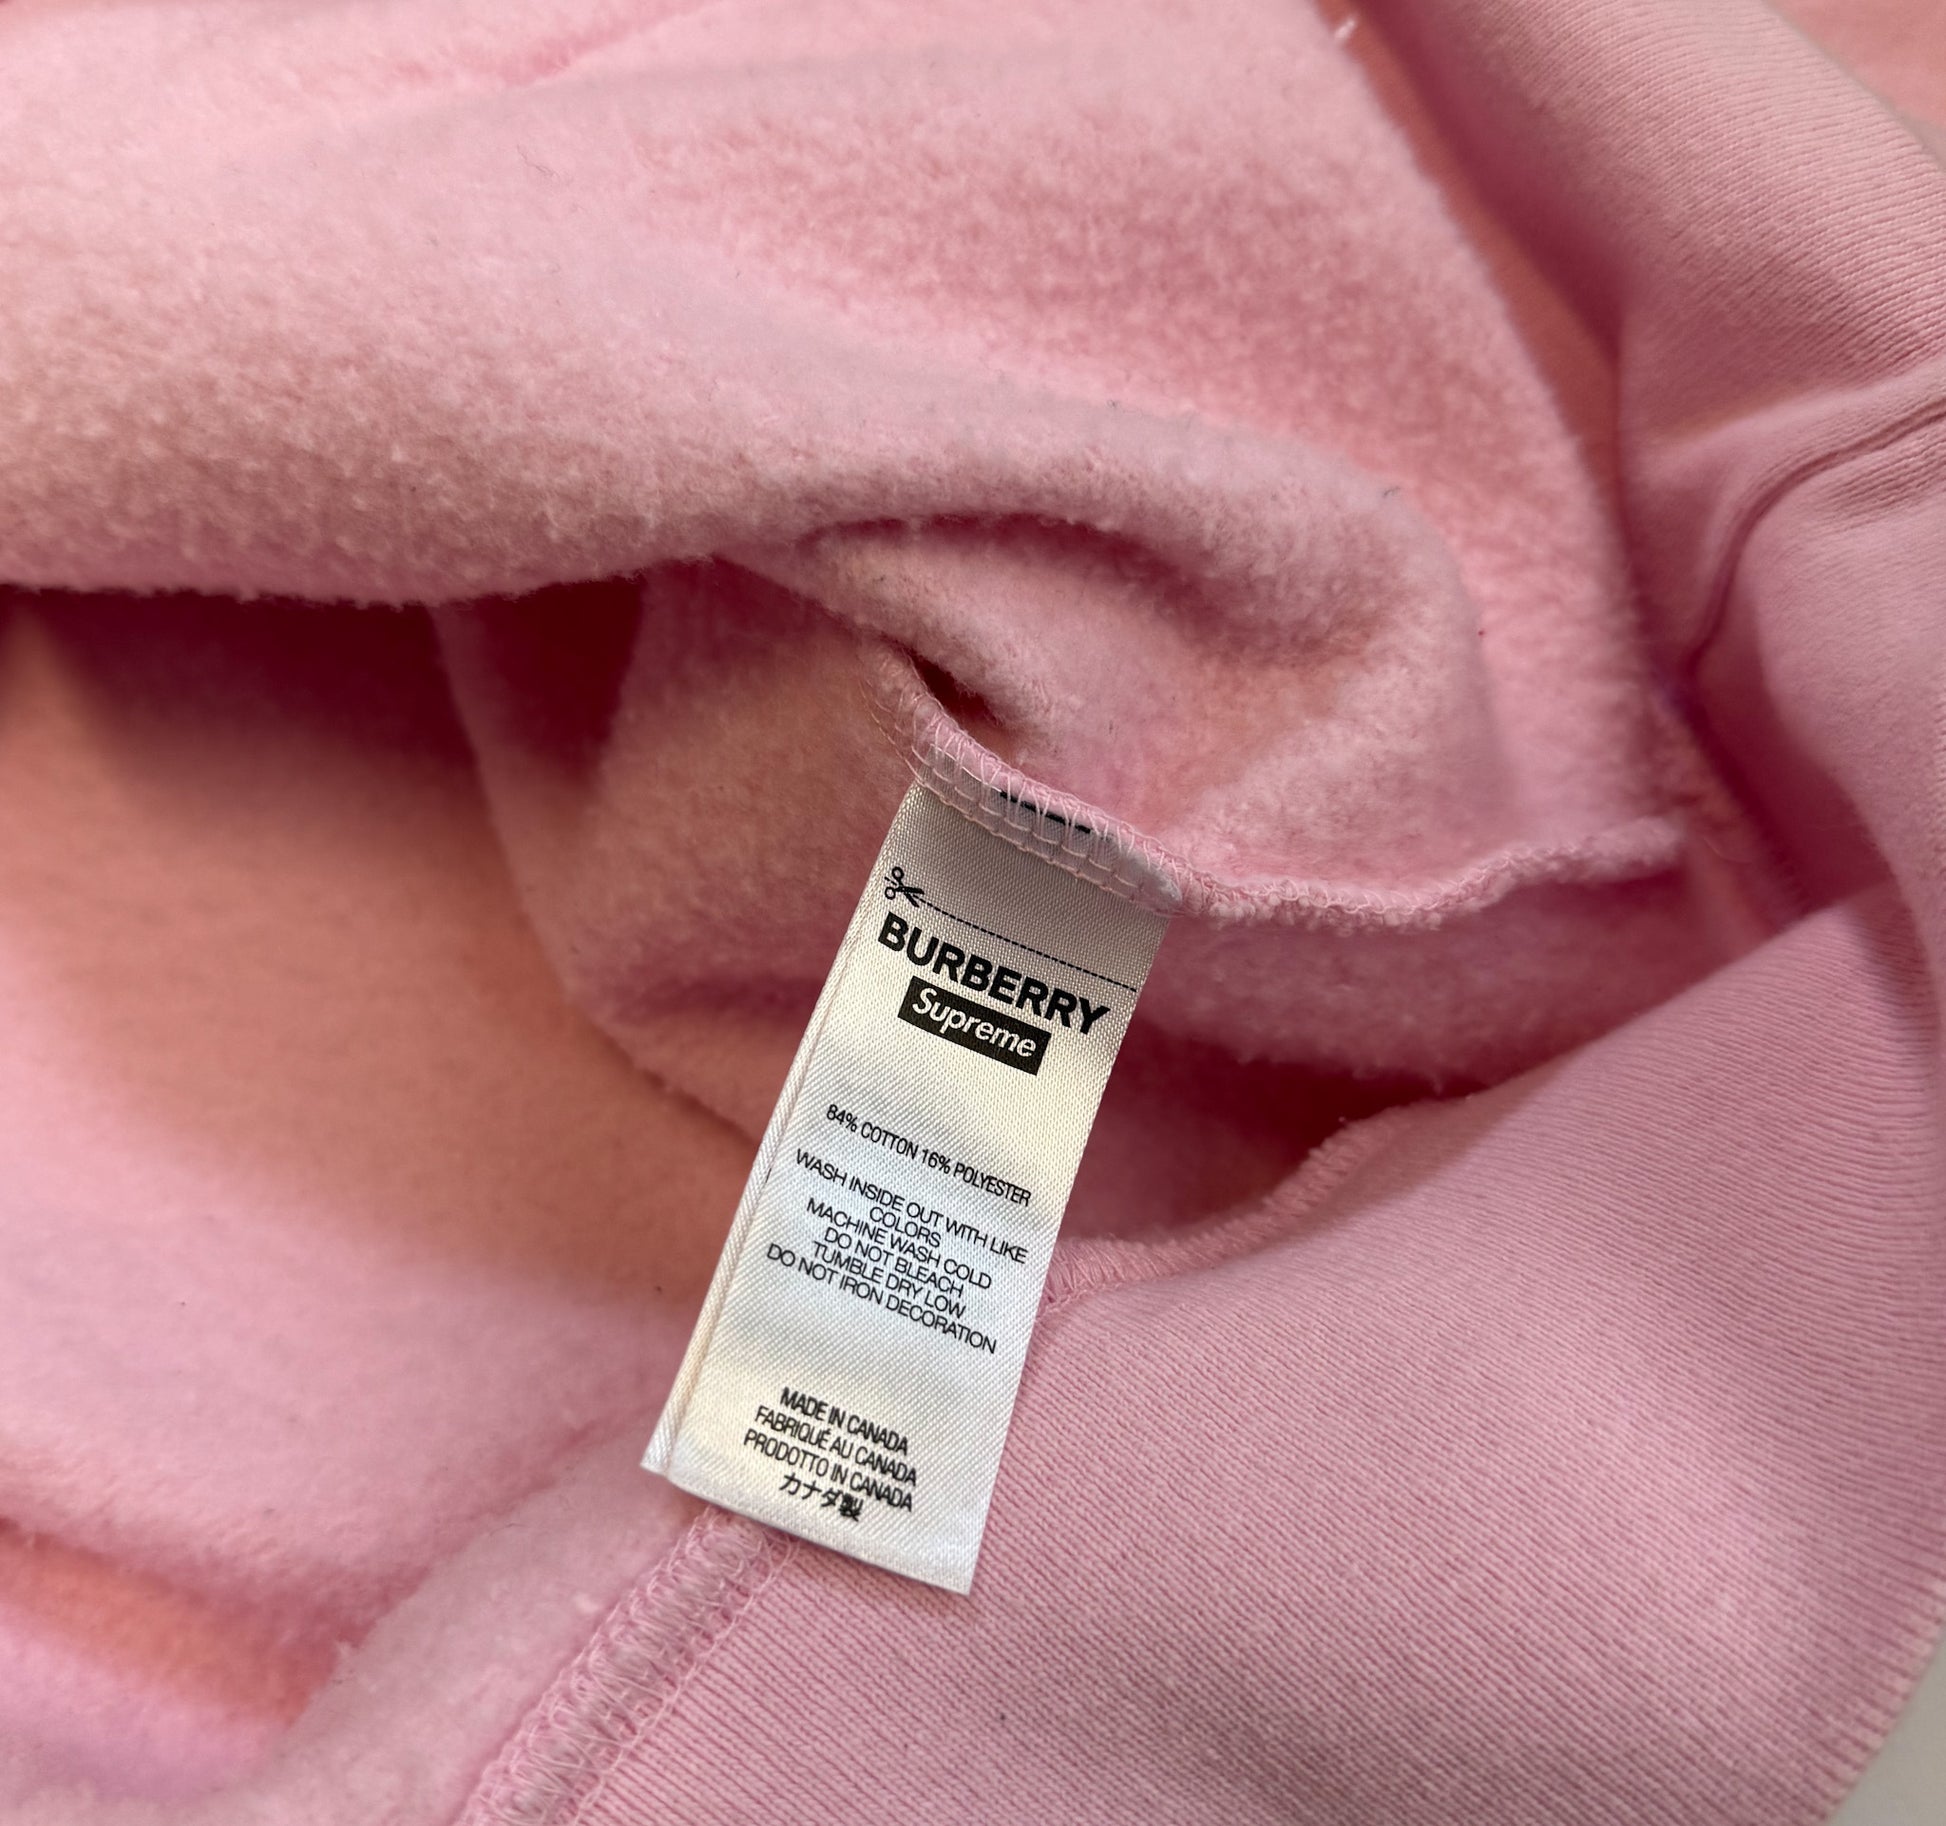 BURBERRY
Supreme
84% COTTON 16% POLYESTER
WASH INSIDE OUT WITH LIKE
COLORS
MACHINE WASH COLD
DO NOT BLEACH
TUMBLE DRY LOW
DO NOT IRON DECORATION
MADE IN CANADA
FABRIQUÉ AU CANADA
PRODOTTO IN CANADA
カナダ製